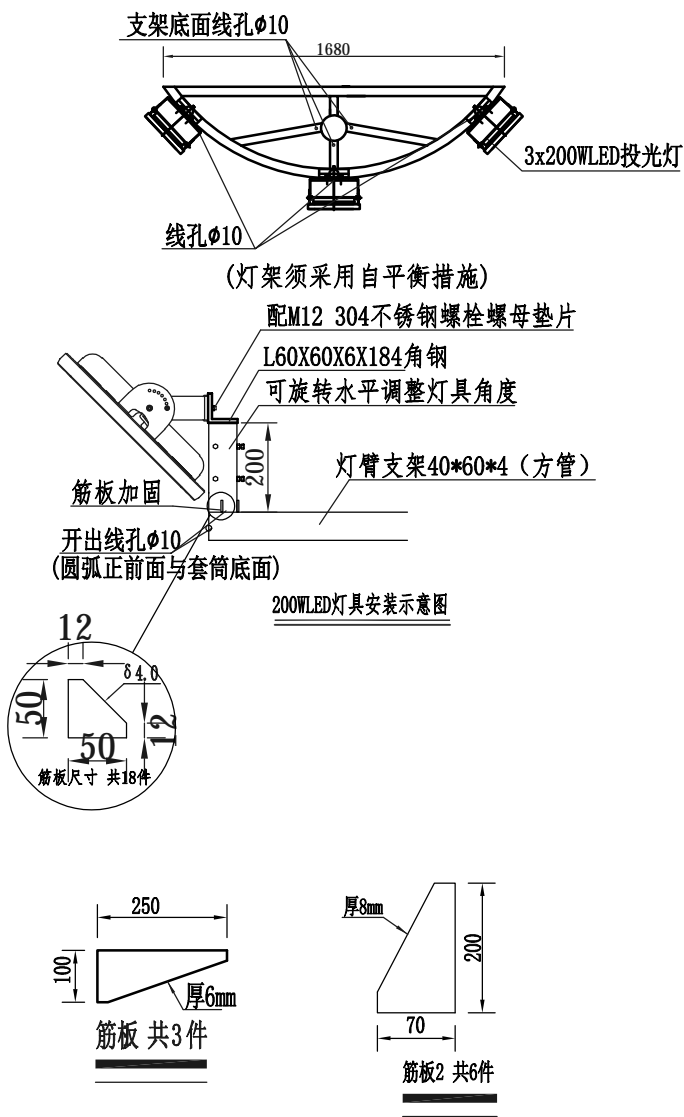 支架底面线孔ø10
1680
3x200WLED投光灯
线孔ø10
(灯架须采用自平衡措施)
配M12 304不锈钢螺栓螺母垫片
L60X60X6X184角钢
可旋转水平调整灯具角度
200
灯臂支架40*60*4（方管）
筋板加固
开出线孔ø10
(圆弧正前面与套筒底面)
200WLED灯具安装示意图
12
δ4.0
50
12
50
筋板尺寸 共18件
250
100
厚6mm
筋板 共3件
厚8mm
200
70
筋板2 共6件